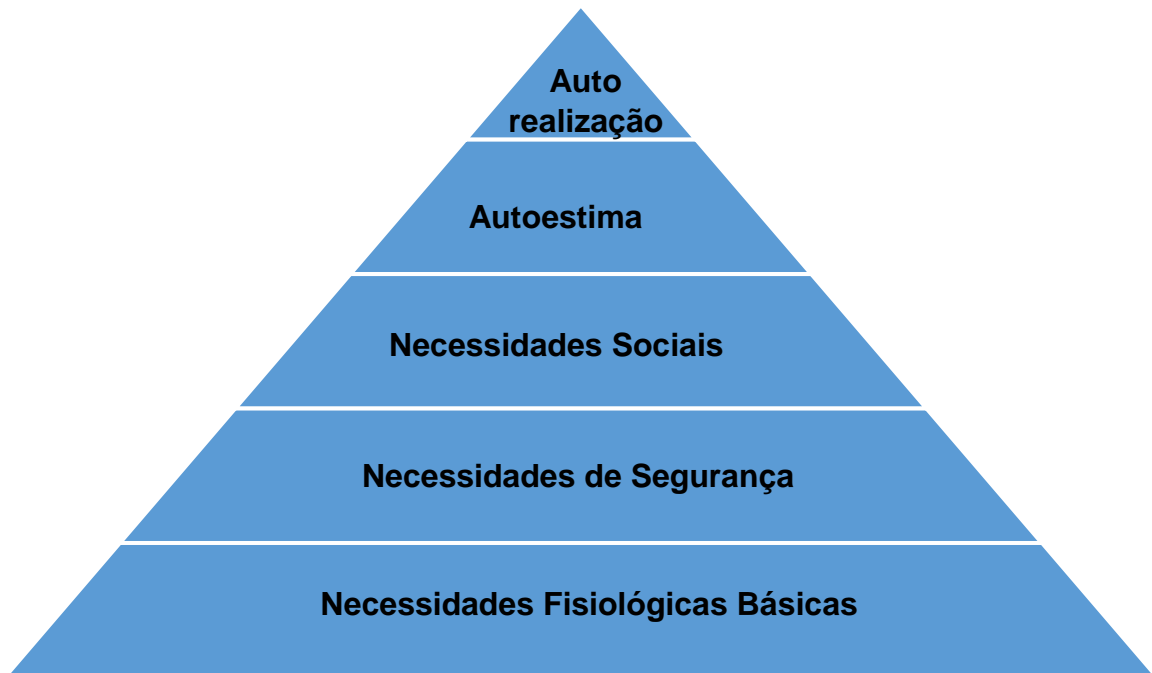 Auto
realização
Autoestima
Necessidades Sociais
Necessidades de Segurança
Necessidades Fisiológicas Básicas